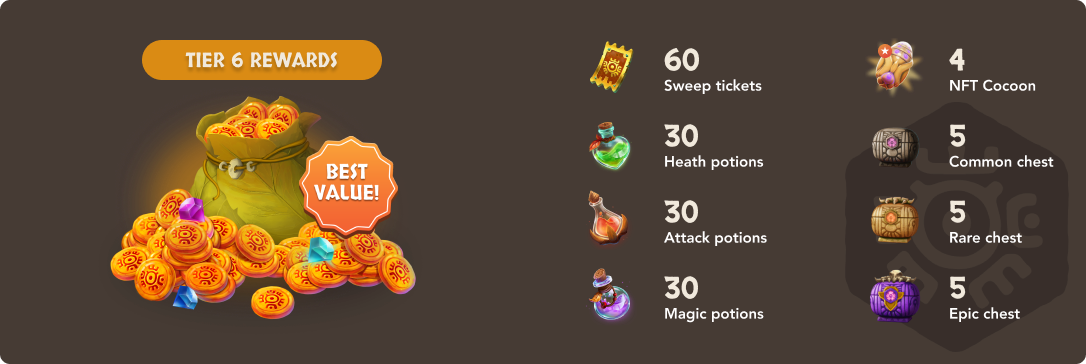 TIER 6 REWARDS
BEST
VALUE!
60
Sweep tickets
30
Heath potions
30
Attack potions
30
Magic potions
4
NFT Cocoon
5
Common chest
5
Rare chest
5
Epic chest